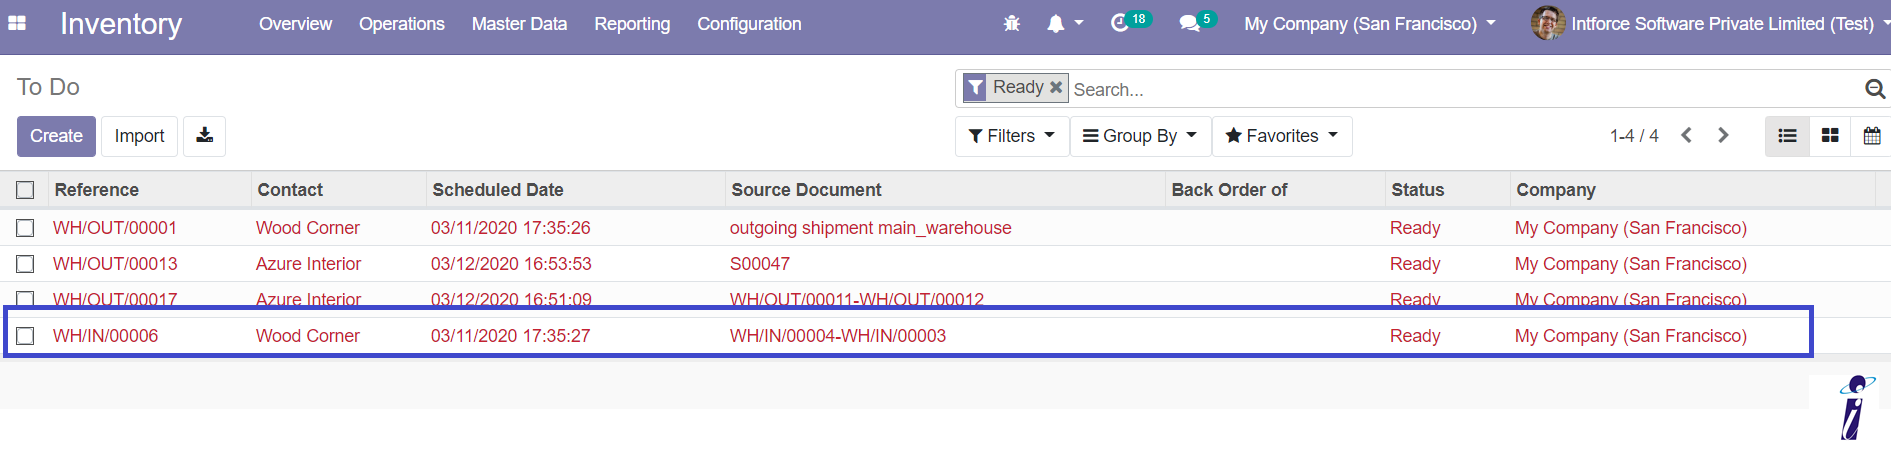 Inventory Overview Operations Master Data Reporting Configuration 18 5 My Company (San Francisco) Intforce Software Private Limited (Test)
To Do
Ready Search...
Create Import Filters Group By Favorites 1-4 / 4
Reference Contact Scheduled Date Source Document Back Order of Status Company
WH/OUT/00001 Wood Corner 03/11/2020 17:35:26 outgoing shipment main_warehouse Ready My Company (San Francisco)
WH/OUT/00013 Azure Interior 03/12/2020 16:53:53 S00047 Ready My Company (San Francisco)
WH/OUT/00017 Azure Interior 03/12/2020 16:51:09 WH/OUT/00011-WH/OUT/00012 Ready My Company (San Francisco)
WH/IN/00006 Wood Corner 03/11/2020 17:35:27 WH/IN/00004-WH/IN/00003 Ready My Company (San Francisco)
i